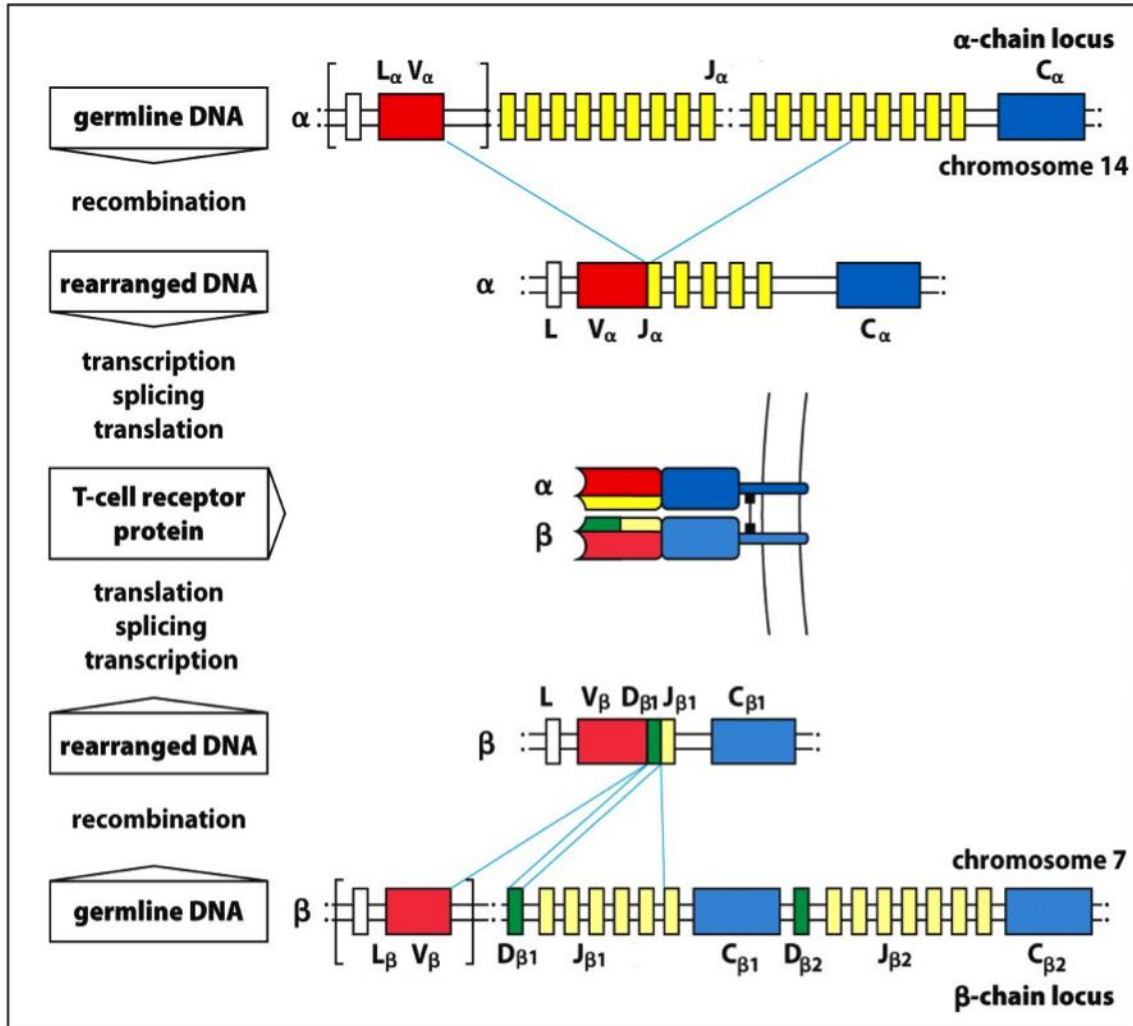 α-chain locus
Lα Vα Jα Cα
germline DNA α
chromosome 14
recombination
rearranged DNA α
L Vα Jα Cα
transcription
splicing
translation
T-cell receptor
protein
α
β
translation
splicing
transcription
L Vβ Dβ1 Jβ1 Cβ1
rearranged DNA β
recombination
chromosome 7
germline DNA β
Lβ Vβ Dβ1 Jβ1 Cβ1 Dβ2 Jβ2 Cβ2
β-chain locus